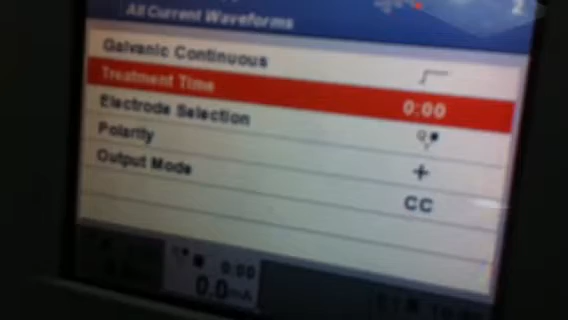 All Current Waveforms
2
Galvanic Continuous
Treatment Time 0:00
Electrode Selection
Polarity +
Output Mode CC
0:00
0.0mA